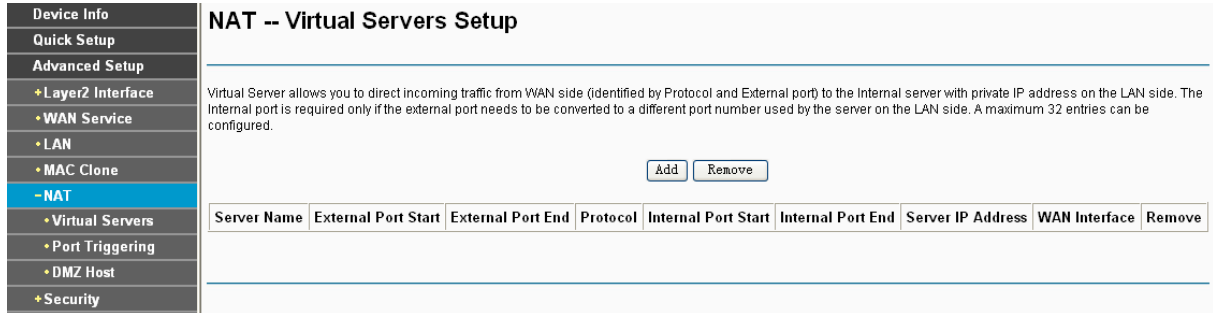 Device Info
Quick Setup
Advanced Setup
+Layer2 Interface
•WAN Service
•LAN
•MAC Clone
−NAT
•Virtual Servers
•Port Triggering
•DMZ Host
+Security
NAT -- Virtual Servers Setup
Virtual Server allows you to direct incoming traffic from WAN side (identified by Protocol and External port) to the Internal server with private IP address on the LAN side. The
Internal port is required only if the external port needs to be converted to a different port number used by the server on the LAN side. A maximum 32 entries can be
configured.
Add Remove
Server Name External Port Start External Port End Protocol Internal Port Start Internal Port End Server IP Address WAN Interface Remove